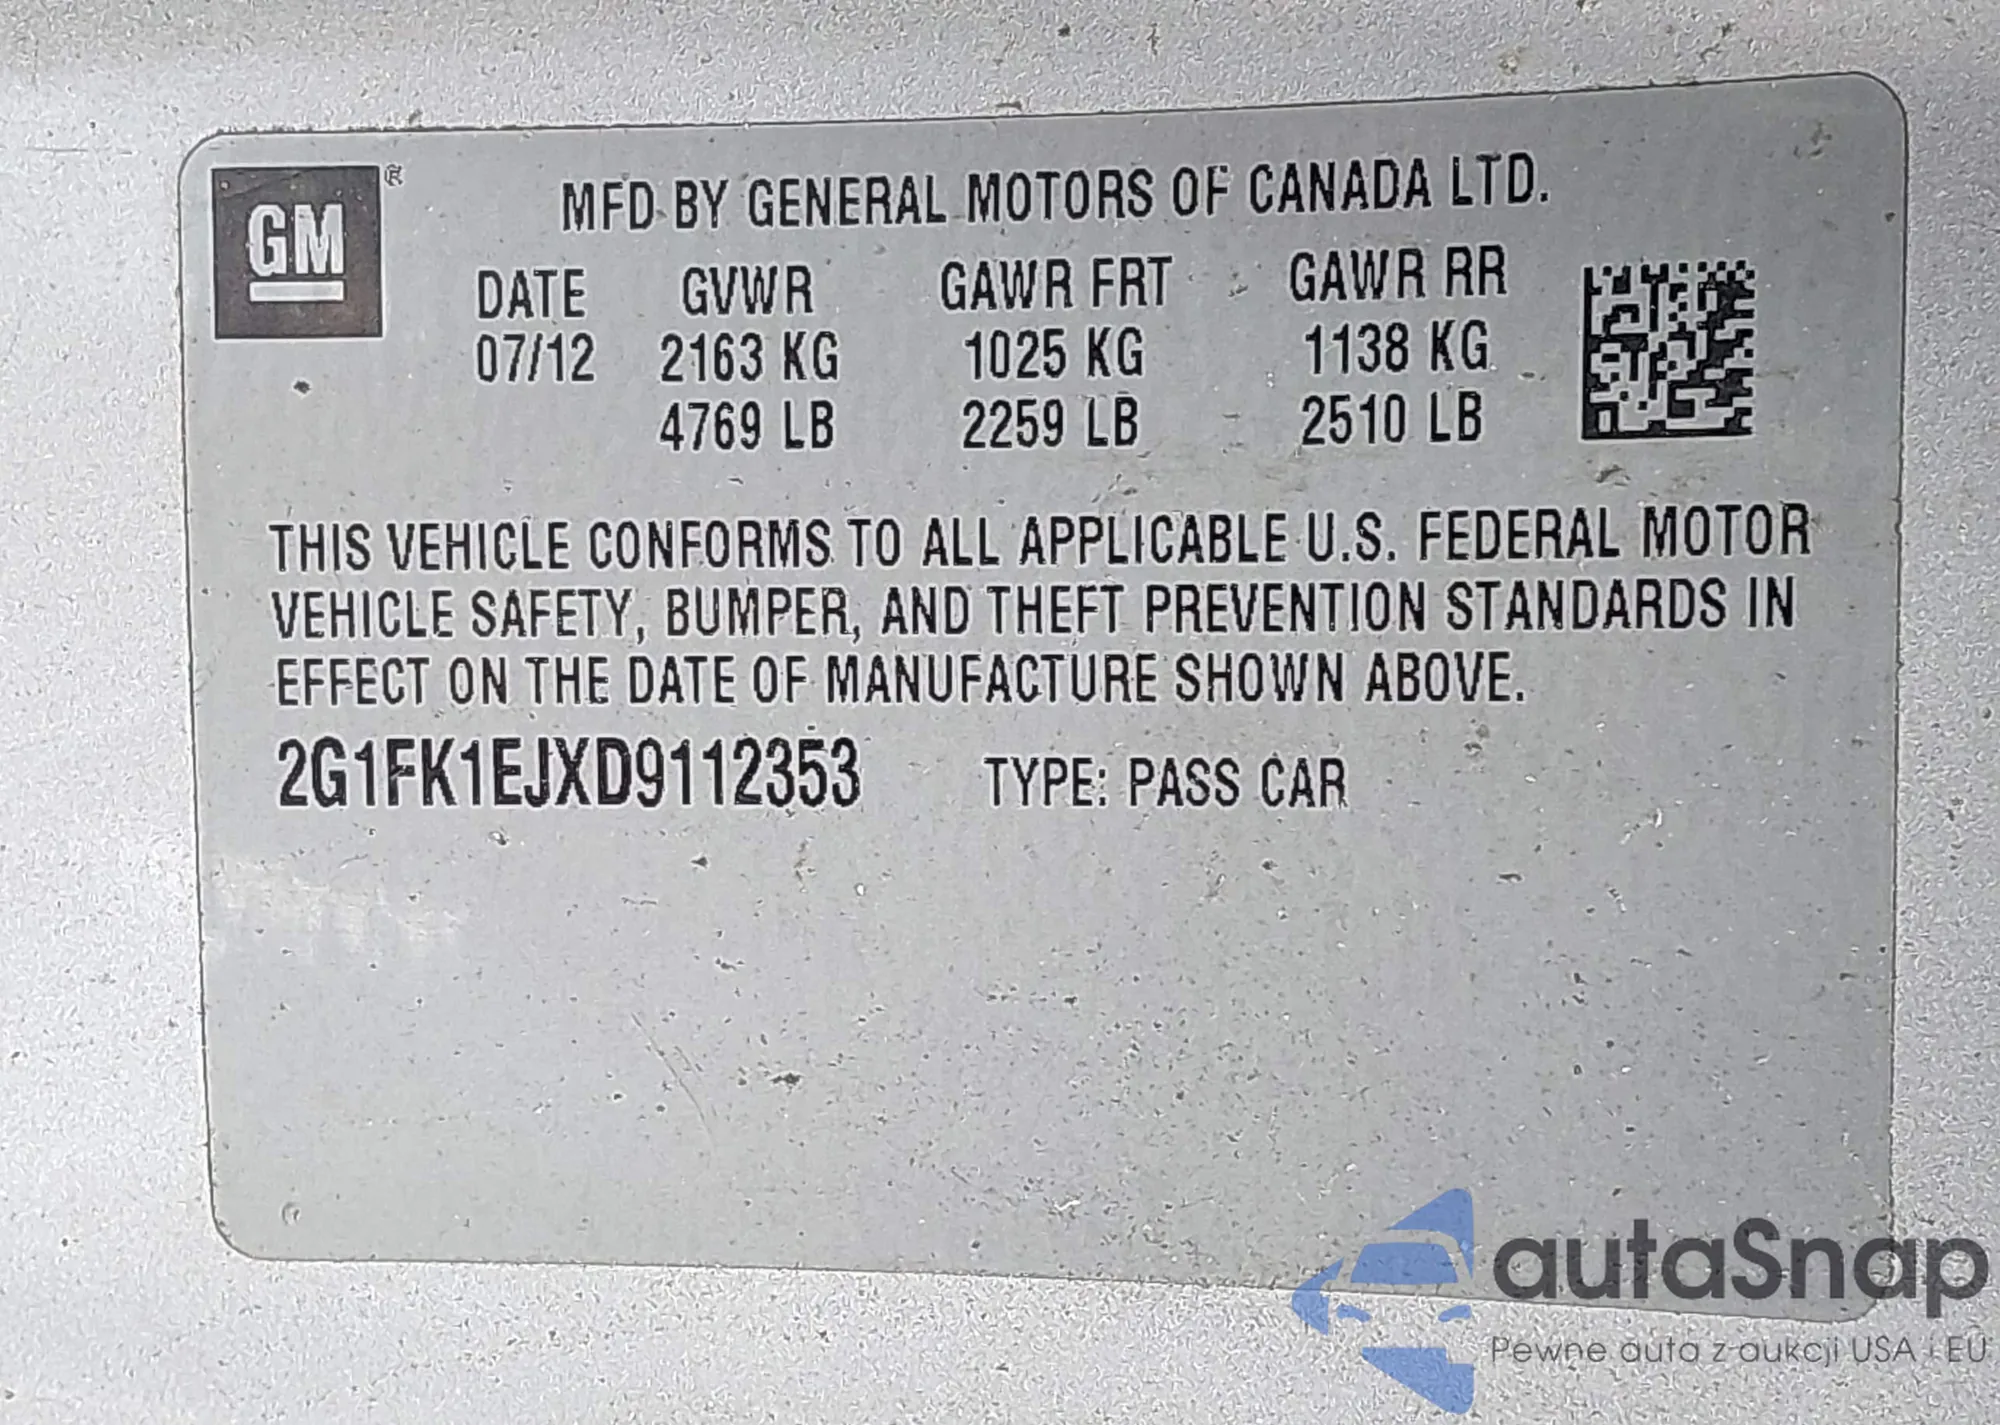 GM ®
MFD BY GENERAL MOTORS OF CANADA LTD.
DATE GVWR GAWR FRT GAWR RR
07/12 2163 KG 1025 KG 1138 KG
4769 LB 2259 LB 2510 LB
THIS VEHICLE CONFORMS TO ALL APPLICABLE U.S. FEDERAL MOTOR
VEHICLE SAFETY, BUMPER, AND THEFT PREVENTION STANDARDS IN
EFFECT ON THE DATE OF MANUFACTURE SHOWN ABOVE.
2G1FK1EJXD9112353 TYPE: PASS CAR
autaSnap
Pewne auta z aukcji USA i EU